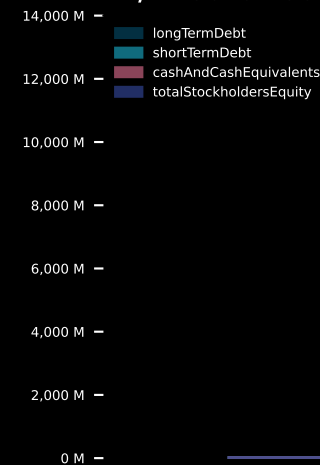 14,000 M
longTermDebt
shortTermDebt
12,000 M
cashAndCashEquivalents
totalStockholdersEquity
10,000 M
8,000 M
6,000 M
4,000 M
2,000 M
0 M